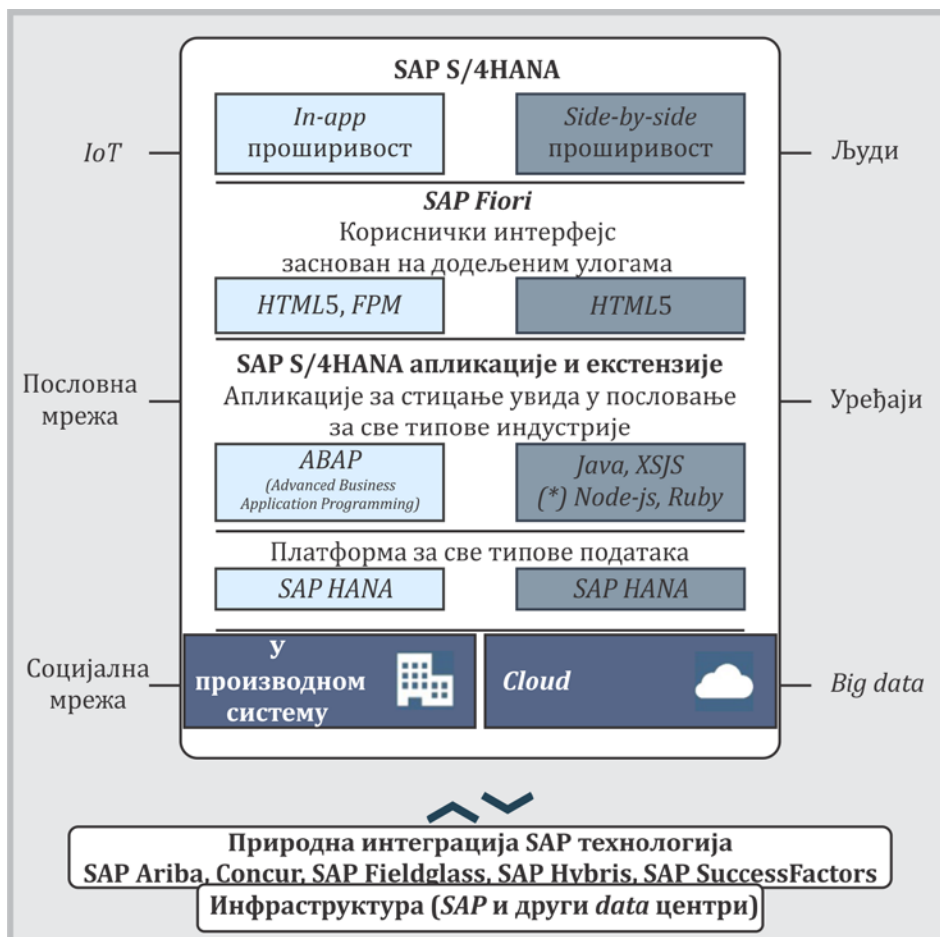 SAP S/4HANA
In-app
проширивост
Side-by-side
проширивост
IoT
Људи
SAP Fiori
Кориснички интерфејс
заснован на додељеним улогама
HTML5, FPM
HTML5
SAP S/4HANA апликације и екстензије
Апликације за стицање увида у пословање
за све типове индустрије
Пословна
мрежа
Уређаји
ABAP
(Advanced Business
Application Programming)
Java, XSJS
(*) Node-js, Ruby
Платформа за све типове података
SAP HANA
SAP HANA
Социјална
мрежа
У
производном
систему
Cloud
Big data
Природна интеграција SAP технологија
SAP Ariba, Concur, SAP Fieldglass, SAP Hybris, SAP SuccessFactors
Инфраструктура (SAP и други data центри)